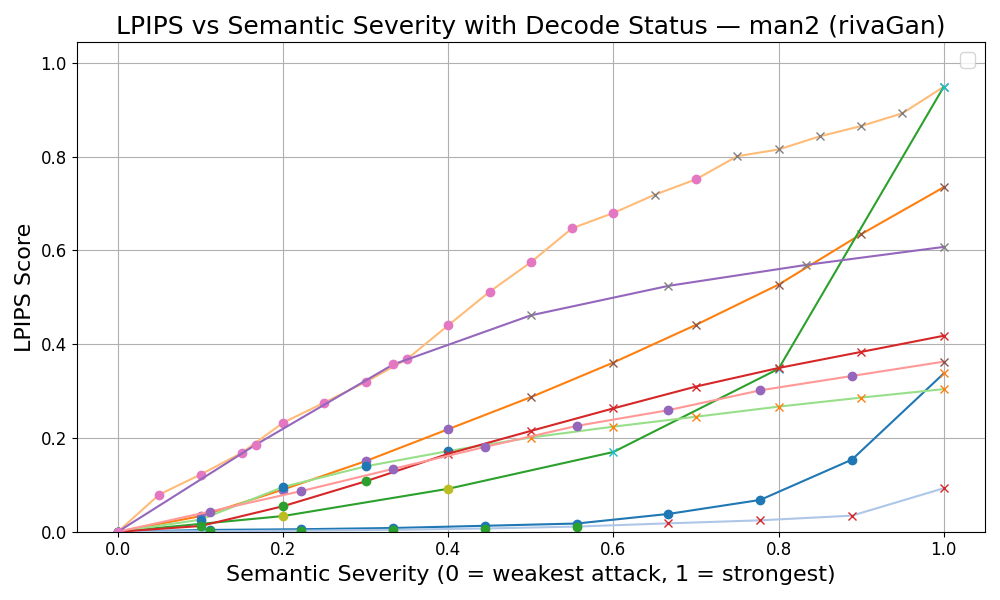 LPIPS vs Semantic Severity with Decode Status — man2 (rivaGan)
1.0
0.8
0.6
0.4
0.2
0.0
LPIPS Score
0.0 0.2 0.4 0.6 0.8 1.0
Semantic Severity (0 = weakest attack, 1 = strongest)